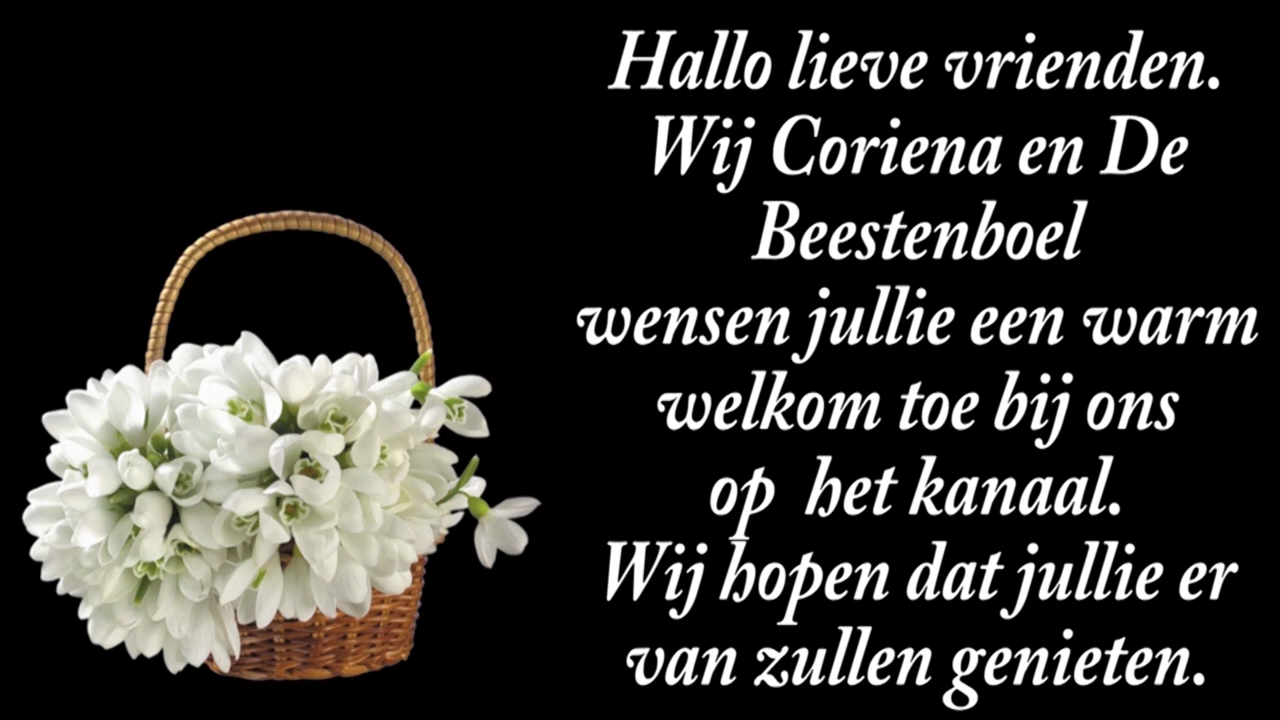 Hallo lieve vrienden.
Wij Coriena en De
Beestenboel
wensen jullie een warm
welkom toe bij ons
op het kanaal.
Wij hopen dat jullie er
van zullen genieten.